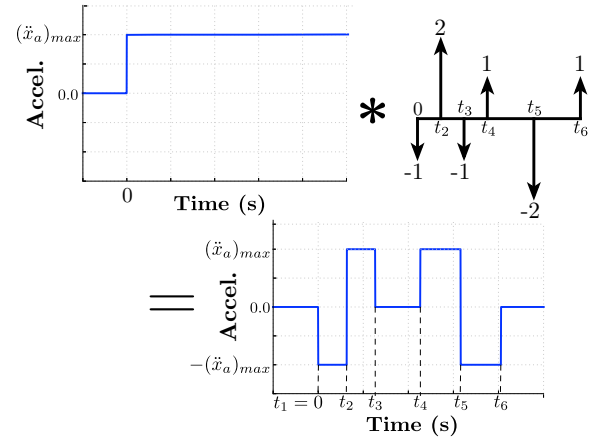 (ẍₐ)ₘₐₓ
0.0
Accel.
0
Time (s)
*
2
1
1
0 t₃ t₅
t₂ t₄ t₆
-1 -1
-2
=
(ẍₐ)ₘₐₓ
0.0
−(ẍₐ)ₘₐₓ
Accel.
t₁ = 0 t₂ t₃ t₄ t₅ t₆
Time (s)